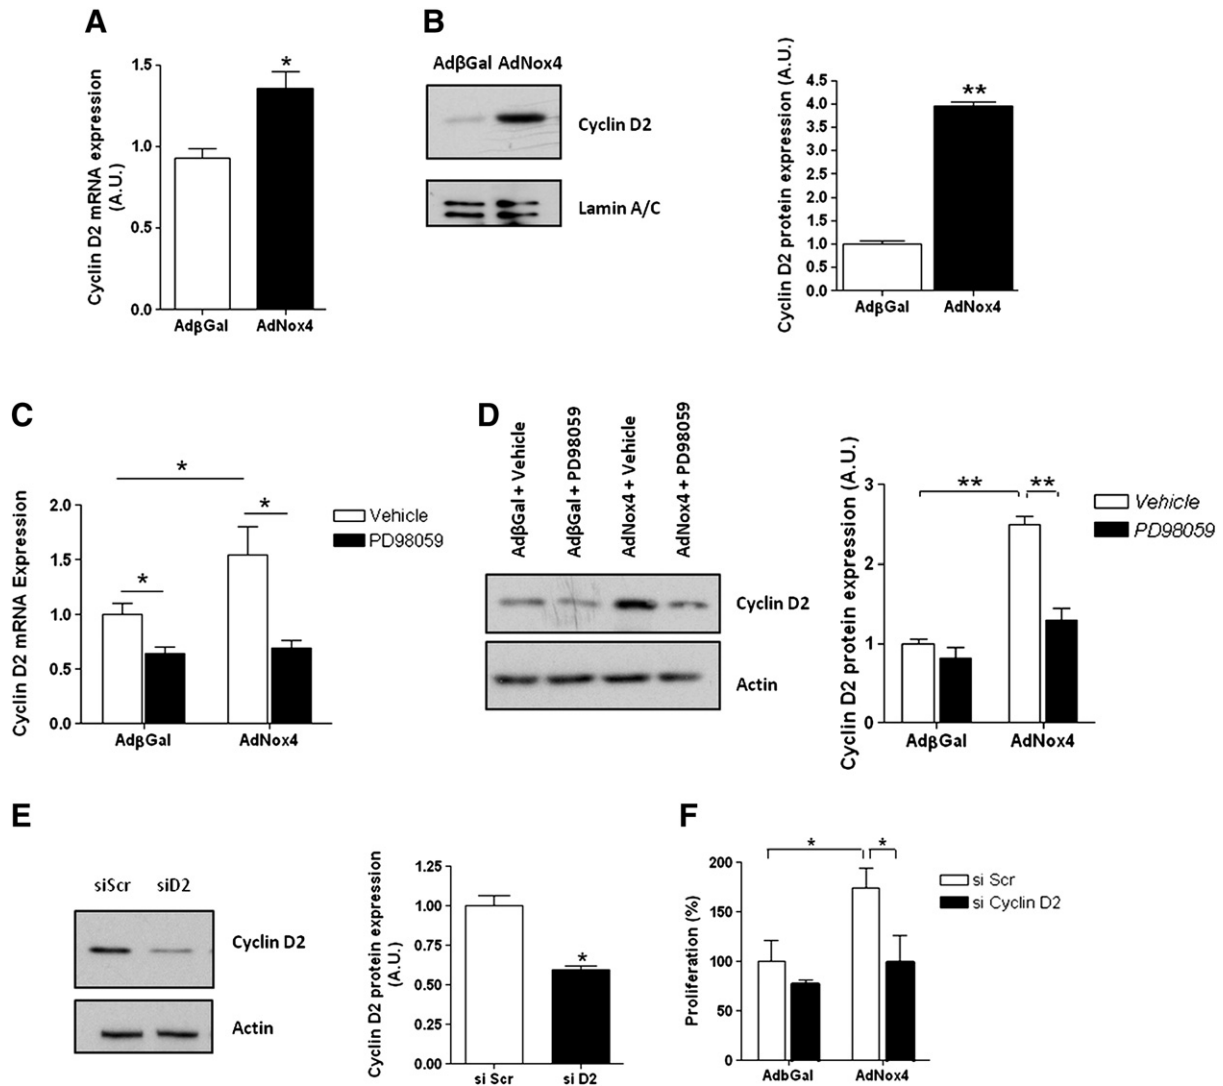 A
Cyclin D2 mRNA expression
(A.U.)
1.5
1.0
0.5
0.0
*
AdβGal
AdNox4
B
AdβGal AdNox4
Cyclin D2
Lamin A/C
Cyclin D2 protein expression (A.U.)
4.5
4.0
3.5
3.0
2.5
2.0
1.5
1.0
0.5
0.0
**
AdβGal
AdNox4
C
Cyclin D2 mRNA Expression
2.0
1.5
1.0
0.5
0.0
*
*
*
Vehicle
PD98059
AdβGal
AdNox4
D
AdβGal + Vehicle
AdβGal + PD98059
AdNox4 + Vehicle
AdNox4 + PD98059
Cyclin D2
Actin
Cyclin D2 protein expression (A.U.)
3
2
1
0
**
**
Vehicle
PD98059
AdβGal
AdNox4
E
siScr
siD2
Cyclin D2
Actin
Cyclin D2 protein expression
(A.U.)
1.25
1.00
0.75
0.50
0.25
0.00
*
si Scr
si D2
F
Proliferation (%)
200
150
100
50
0
*
*
si Scr
si Cyclin D2
AdbGal
AdNox4